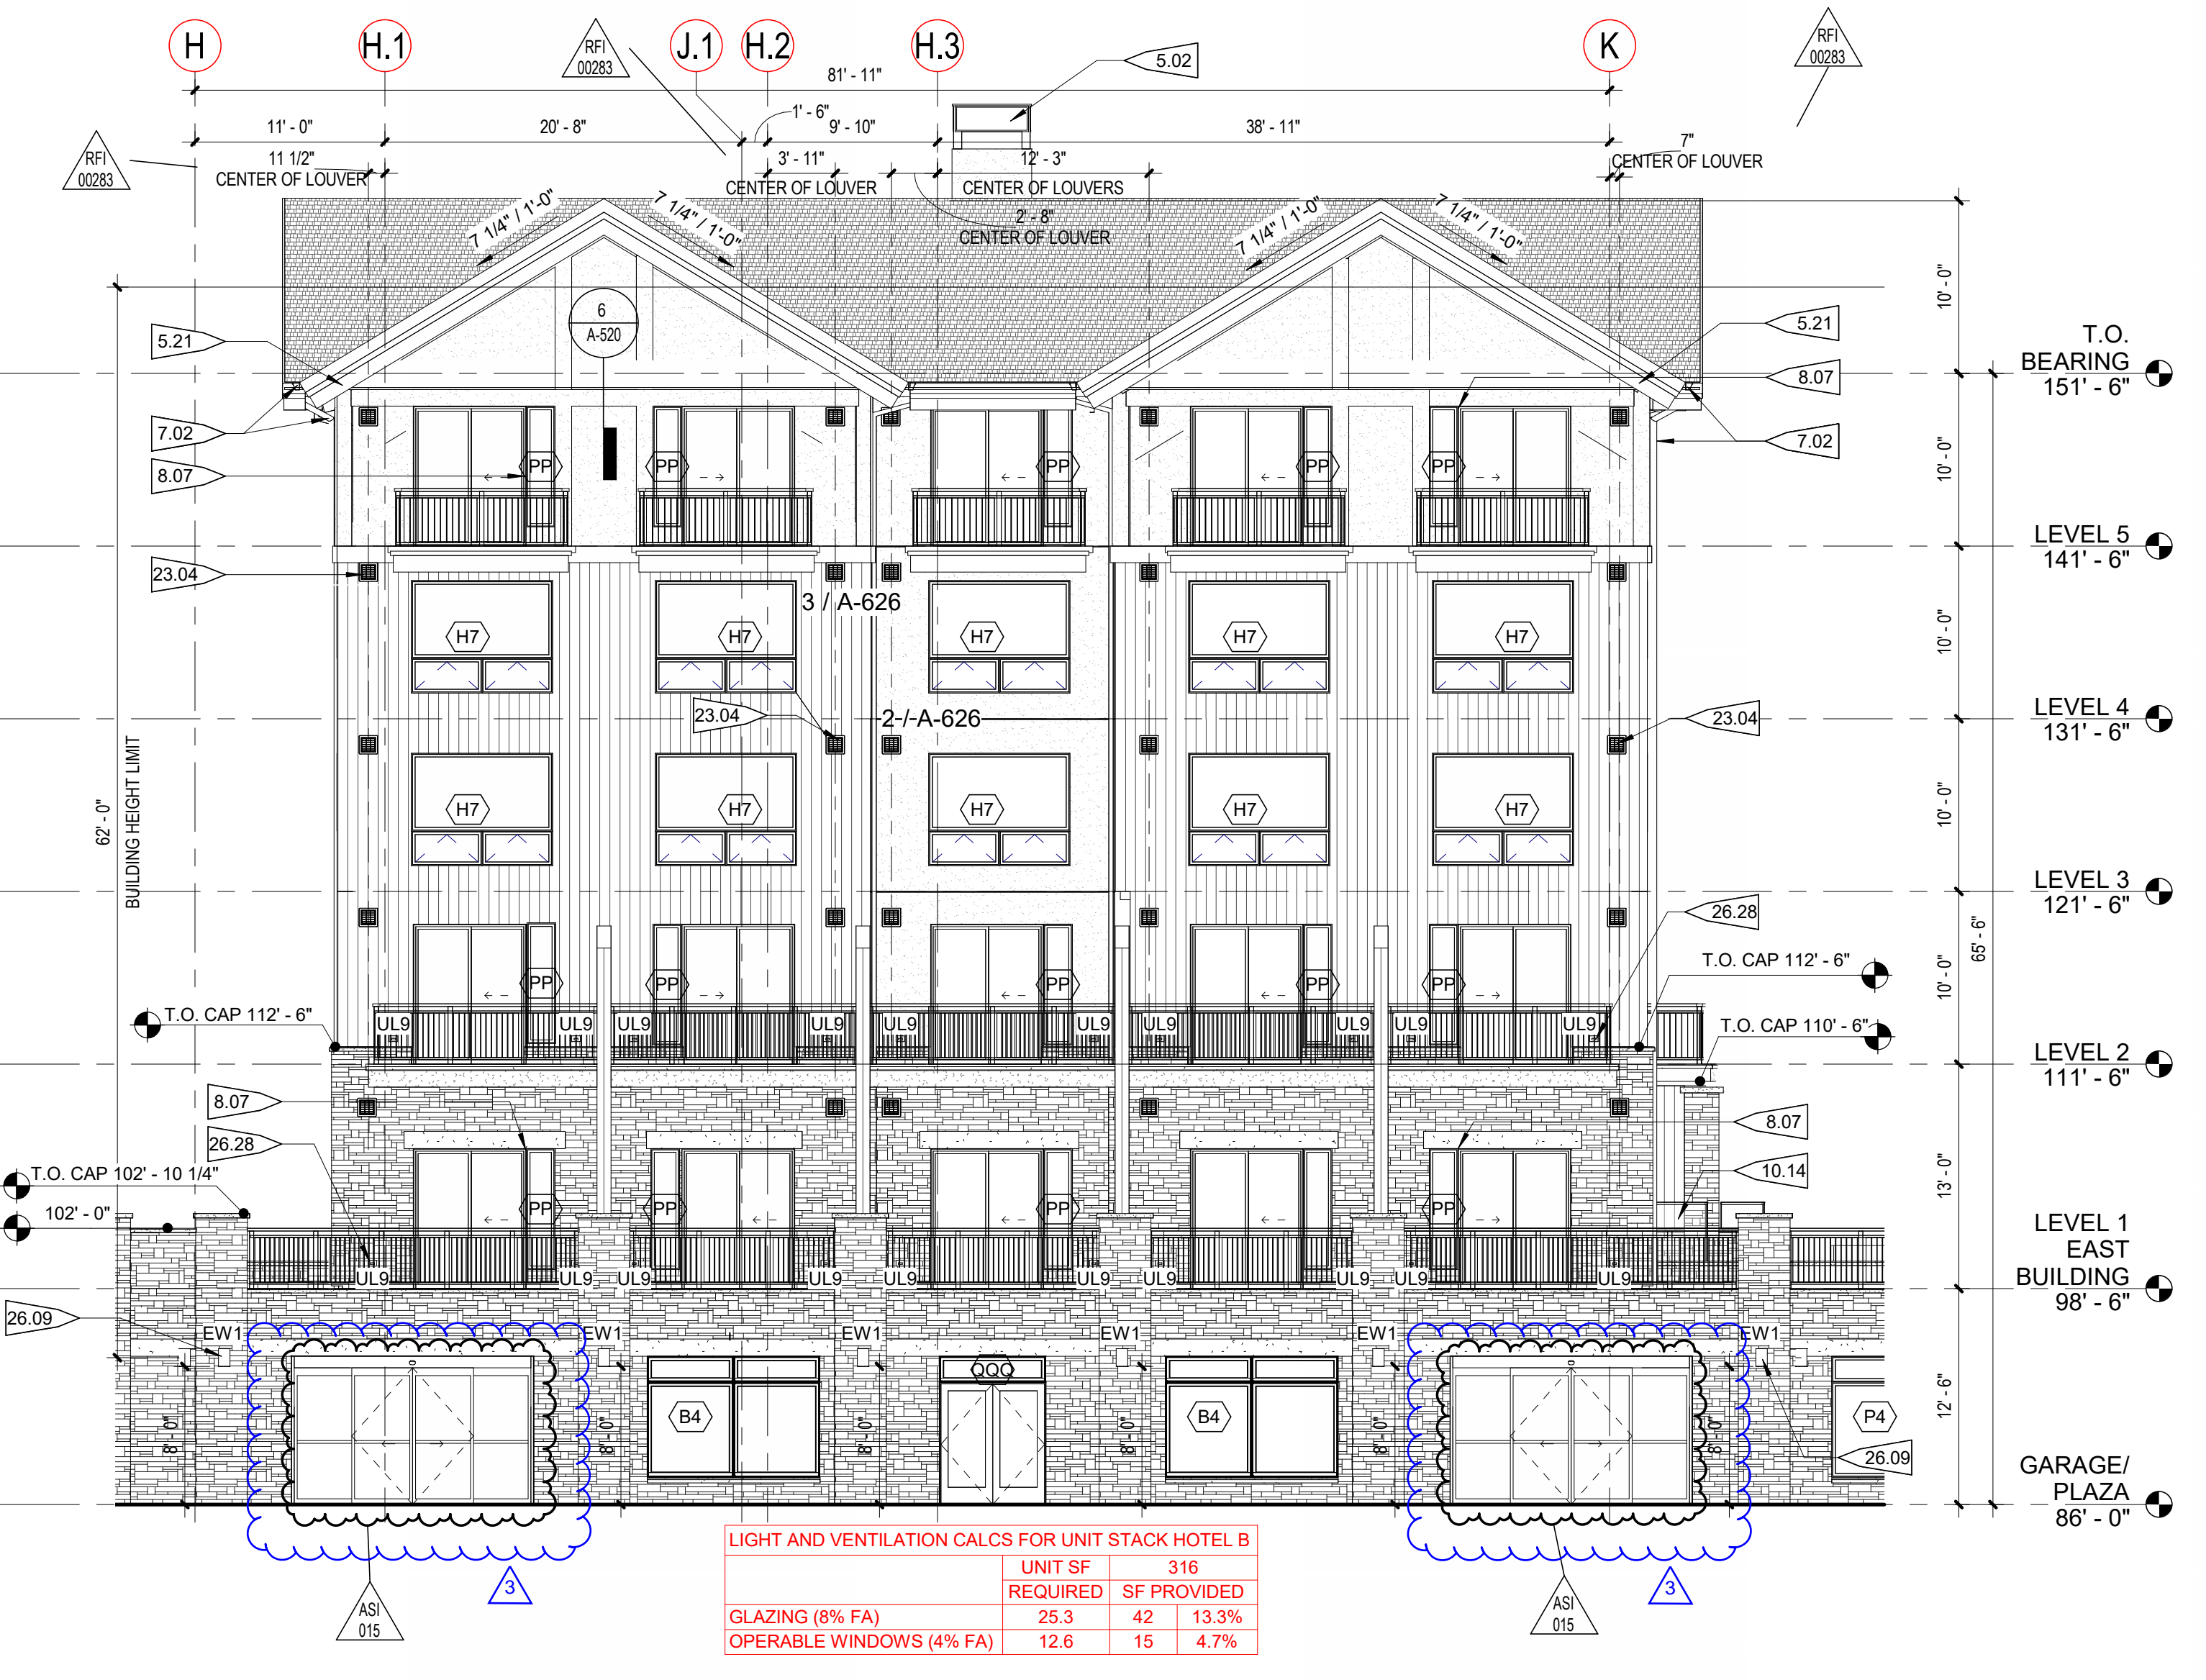 H
H.1
J.1
H.2
H.3
K
RFI
00283
RFI
00283
RFI
00283
5.02
81' - 11"
11' - 0"
20' - 8"
1' - 6"
9' - 10"
38' - 11"
11 1/2"
CENTER OF LOUVER
3' - 11"
CENTER OF LOUVER
12' - 3"
CENTER OF LOUVERS
7"
CENTER OF LOUVER
2' - 8"
CENTER OF LOUVER
7 1/4" / 1'-0"
7 1/4" / 1'-0"
7 1/4" / 1'-0"
7 1/4" / 1'-0"
6
A-520
5.21
7.02
8.07
5.21
8.07
7.02
10' - 0"
T.O.
BEARING
151' - 6"
PP
PP
PP
PP
PP
10' - 0"
LEVEL 5
141' - 6"
23.04
3 / A-626
H7
H7
H7
H7
H7
10' - 0"
23.04
2 / A-626
23.04
LEVEL 4
131' - 6"
62' - 0"
BUILDING HEIGHT LIMIT
H7
H7
H7
H7
H7
10' - 0"
LEVEL 3
121' - 6"
26.28
65' - 6"
T.O. CAP 112' - 6"
10' - 0"
PP
PP
PP
PP
PP
T.O. CAP 112' - 6"
T.O. CAP 110' - 6"
UL9
UL9
UL9
UL9
UL9
UL9
UL9
UL9
UL9
UL9
LEVEL 2
111' - 6"
8.07
26.28
8.07
10.14
13' - 0"
T.O. CAP 102' - 10 1/4"
102' - 0"
PP
PP
PP
PP
PP
LEVEL 1
EAST
BUILDING
98' - 6"
UL9
UL9
UL9
UL9
UL9
UL9
UL9
UL9
UL9
UL9
26.09
EW1
EW1
EW1
EW1
EW1
EW1
QQQ
B4
B4
P4
8' - 0"
8' - 0"
8' - 0"
8' - 0"
8' - 0"
8' - 0"
26.09
12' - 6"
GARAGE/
PLAZA
86' - 0"
3
ASI
015
3
ASI
015
LIGHT AND VENTILATION CALCS FOR UNIT STACK HOTEL B
UNIT SF 316
REQUIRED SF PROVIDED
GLAZING (8% FA) 25.3 42 13.3%
OPERABLE WINDOWS (4% FA) 12.6 15 4.7%